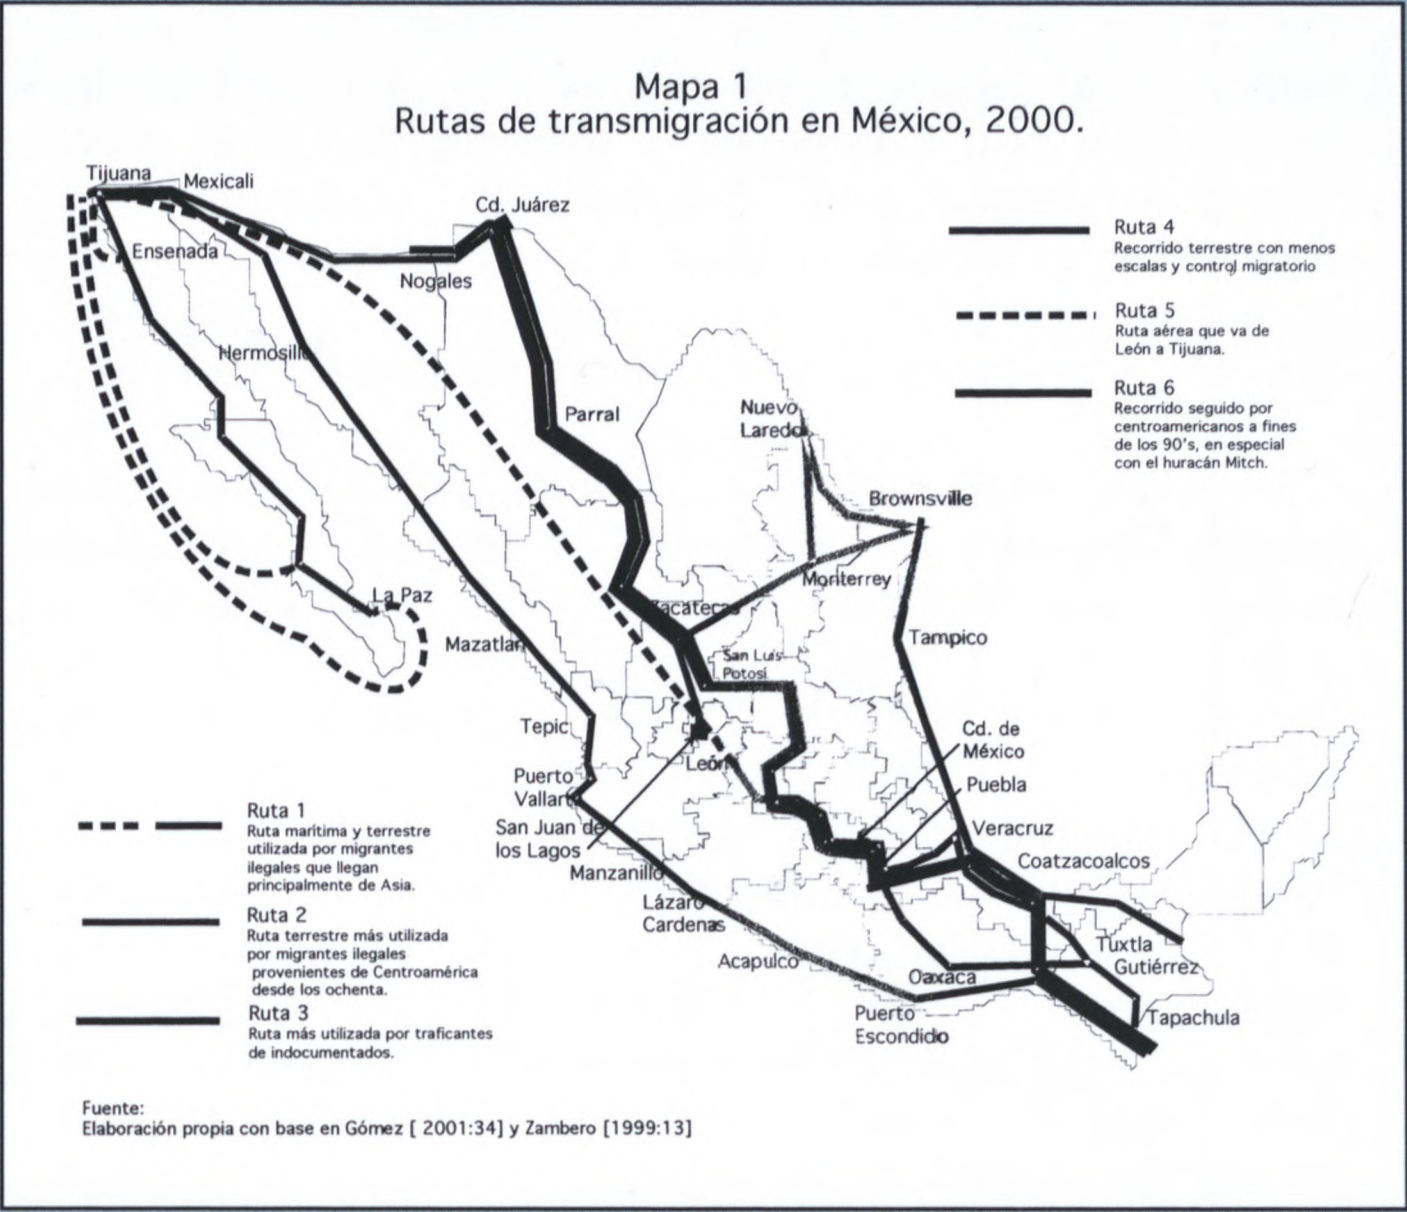 Mapa 1
Rutas de transmigración en México, 2000.
Tijuana
Mexicali
Cd. Juárez
Ensenada
Nogales
Hermosillo
Parral
Nuevo
Laredo
Brownsville
Monterrey
La Paz
Zacatecas
Mazatlan
Tampico
San Luis
Potosí
Tepic
Cd. de
México
León
Puerto
Vallarta
Puebla
San Juan de
los Lagos
Veracruz
Coatzacoalcos
Manzanillo
Lázaro
Cardenas
Acapulco
Oaxaca
Tuxtla
Gutiérrez
Puerto
Escondido
Tapachula
Ruta 4
Recorrido terrestre con menos
escalas y control migratorio
Ruta 5
Ruta aérea que va de
León a Tijuana.
Ruta 6
Recorrido seguido por
centroamericanos a fines
de los 90's, en especial
con el huracán Mitch.
Ruta 1
Ruta marítima y terrestre
utilizada por migrantes
ilegales que llegan
principalmente de Asia.
Ruta 2
Ruta terrestre más utilizada
por migrantes ilegales
provenientes de Centroamérica
desde los ochenta.
Ruta 3
Ruta más utilizada por traficantes
de indocumentados.
Fuente:
Elaboración propia con base en Gómez [ 2001:34] y Zambero [1999:13]